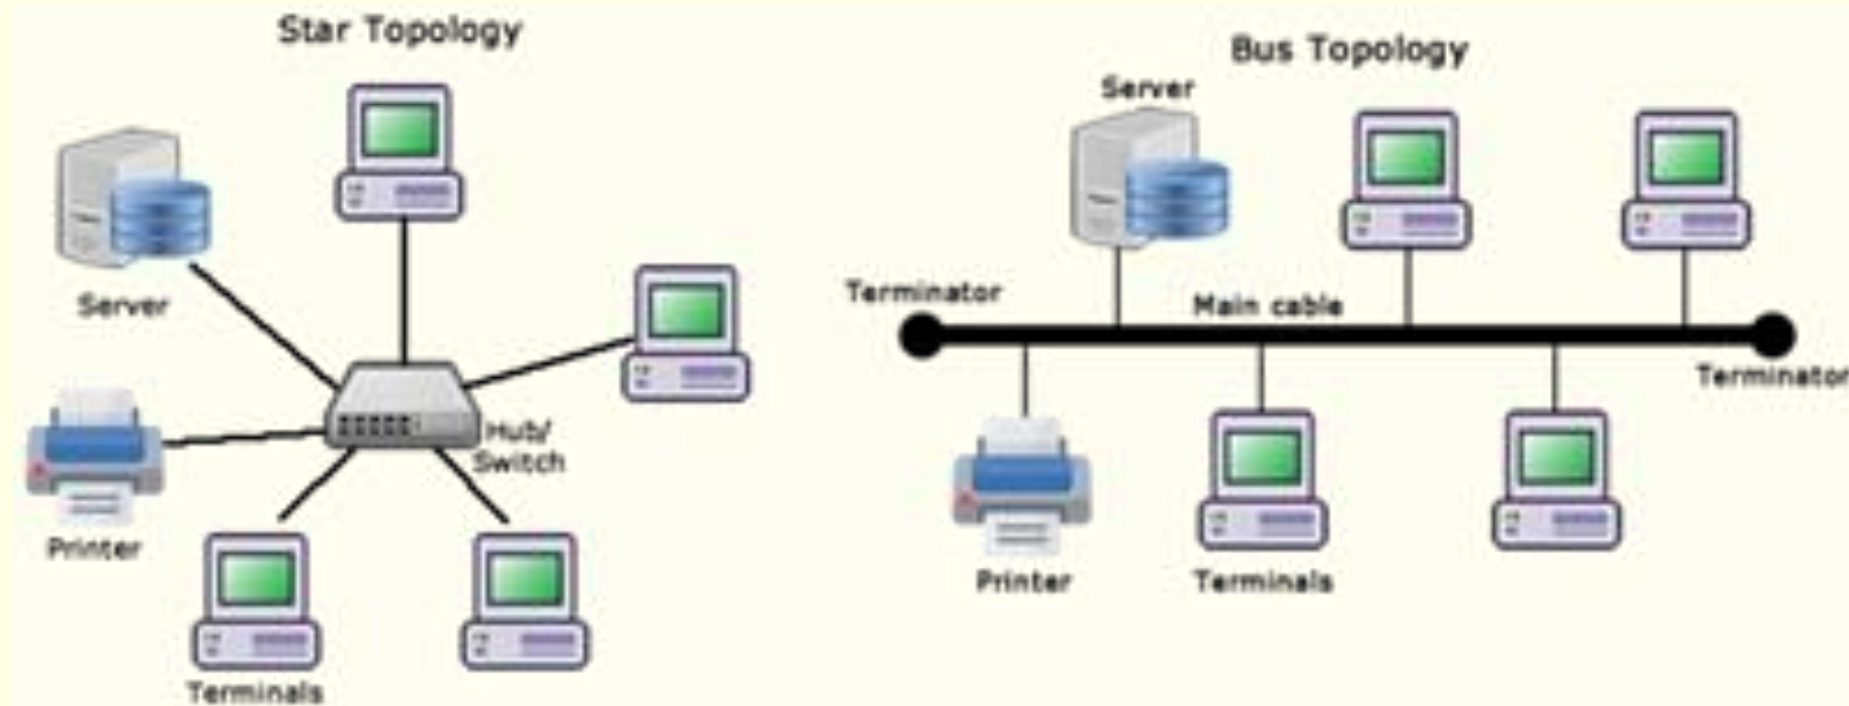 Star Topology
Server
Hub/
Switch
Printer
Terminals
Bus Topology
Server
Terminator
Main cable
Terminator
Printer
Terminals